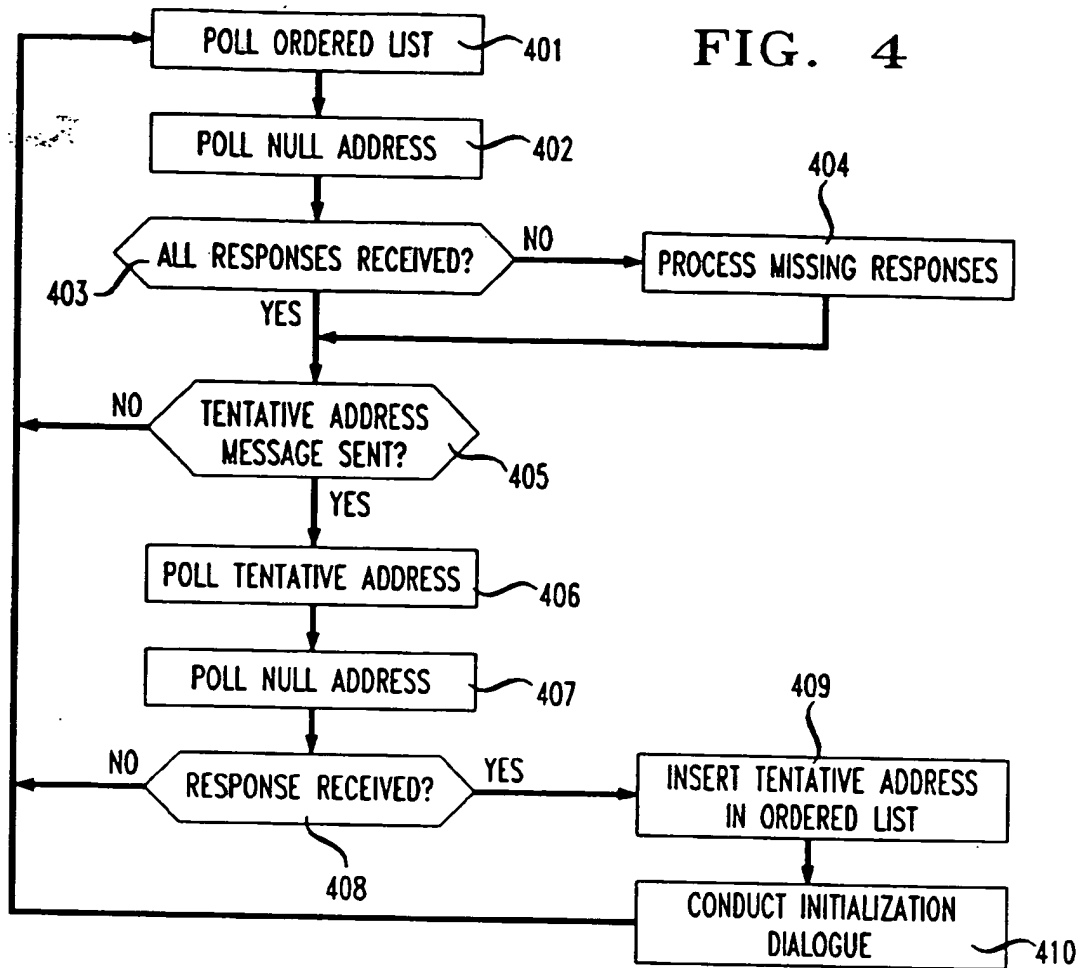 FIG. 4
POLL ORDERED LIST
401
POLL NULL ADDRESS
402
ALL RESPONSES RECEIVED?
403
NO
404
PROCESS MISSING RESPONSES
YES
NO
TENTATIVE ADDRESS
MESSAGE SENT?
405
YES
POLL TENTATIVE ADDRESS
406
POLL NULL ADDRESS
407
NO
RESPONSE RECEIVED?
408
YES
409
INSERT TENTATIVE ADDRESS
IN ORDERED LIST
CONDUCT INITIALIZATION
DIALOGUE
410